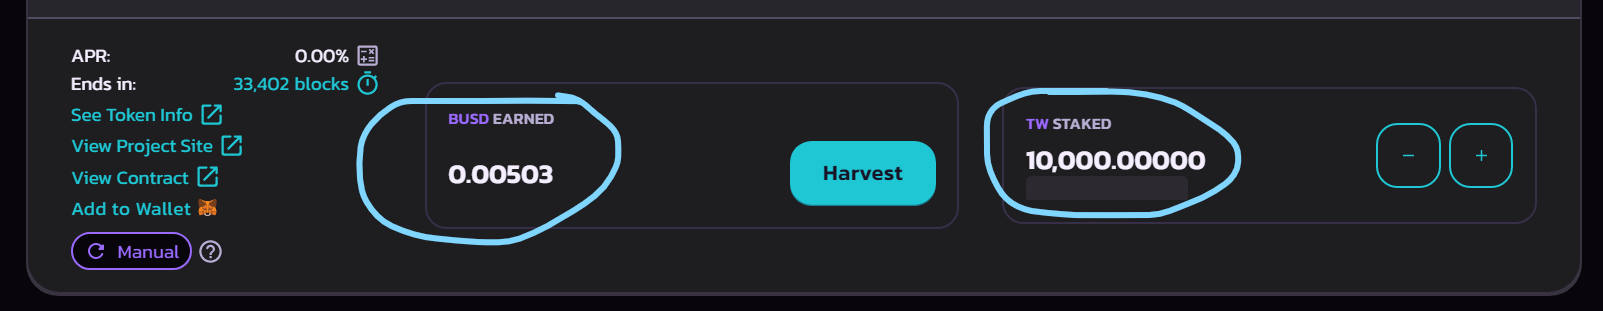 APR: 0.00%
Ends in: 33,402 blocks
See Token Info
View Project Site
View Contract
Add to Wallet
Manual
BUSD EARNED
0.00503
Harvest
TW STAKED
10,000.00000